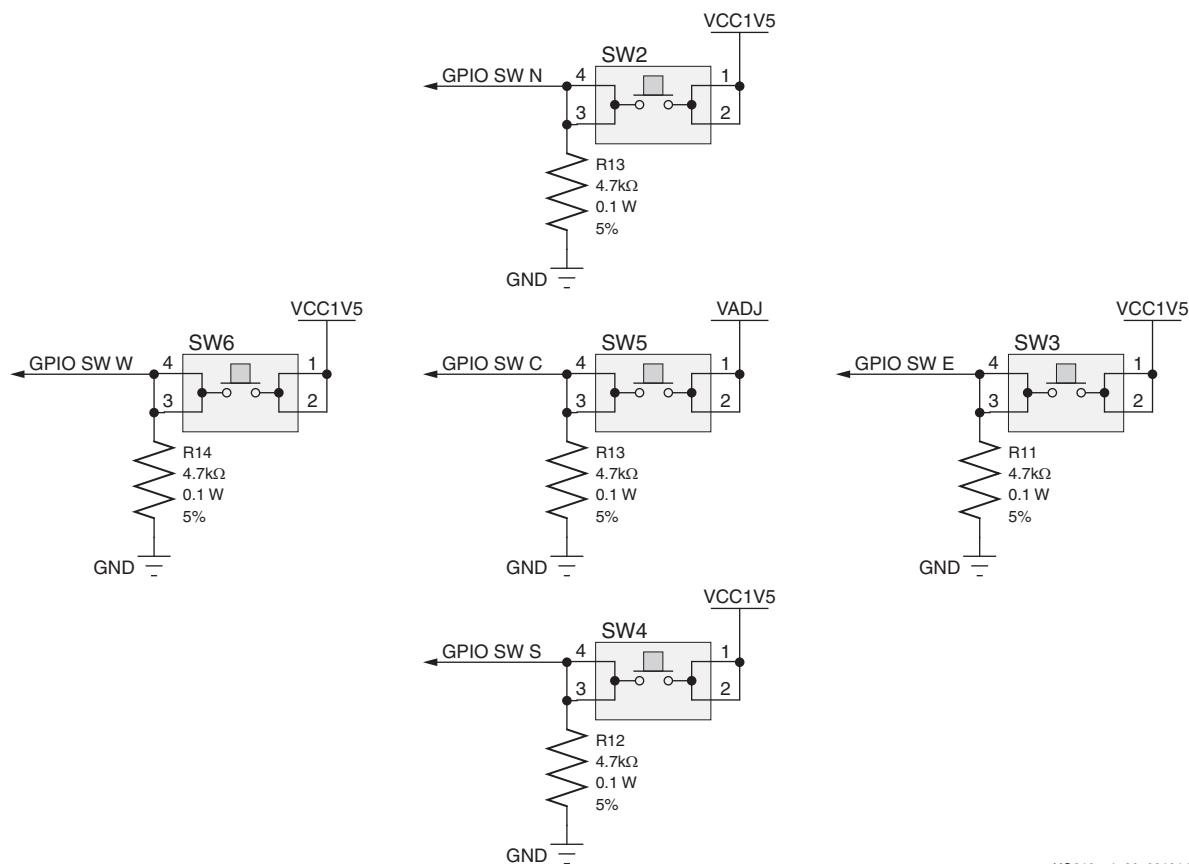 VCC1V5
SW2
GPIO SW N
4
1
3
2
R13
4.7kΩ
0.1 W
5%
GND
VCC1V5
SW6
GPIO SW W
4
1
3
2
R14
4.7kΩ
0.1 W
5%
GND
VADJ
SW5
GPIO SW C
4
1
3
2
R13
4.7kΩ
0.1 W
5%
GND
VCC1V5
SW3
GPIO SW E
4
1
3
2
R11
4.7kΩ
0.1 W
5%
GND
VCC1V5
SW4
GPIO SW S
4
1
3
2
R12
4.7kΩ
0.1 W
5%
GND